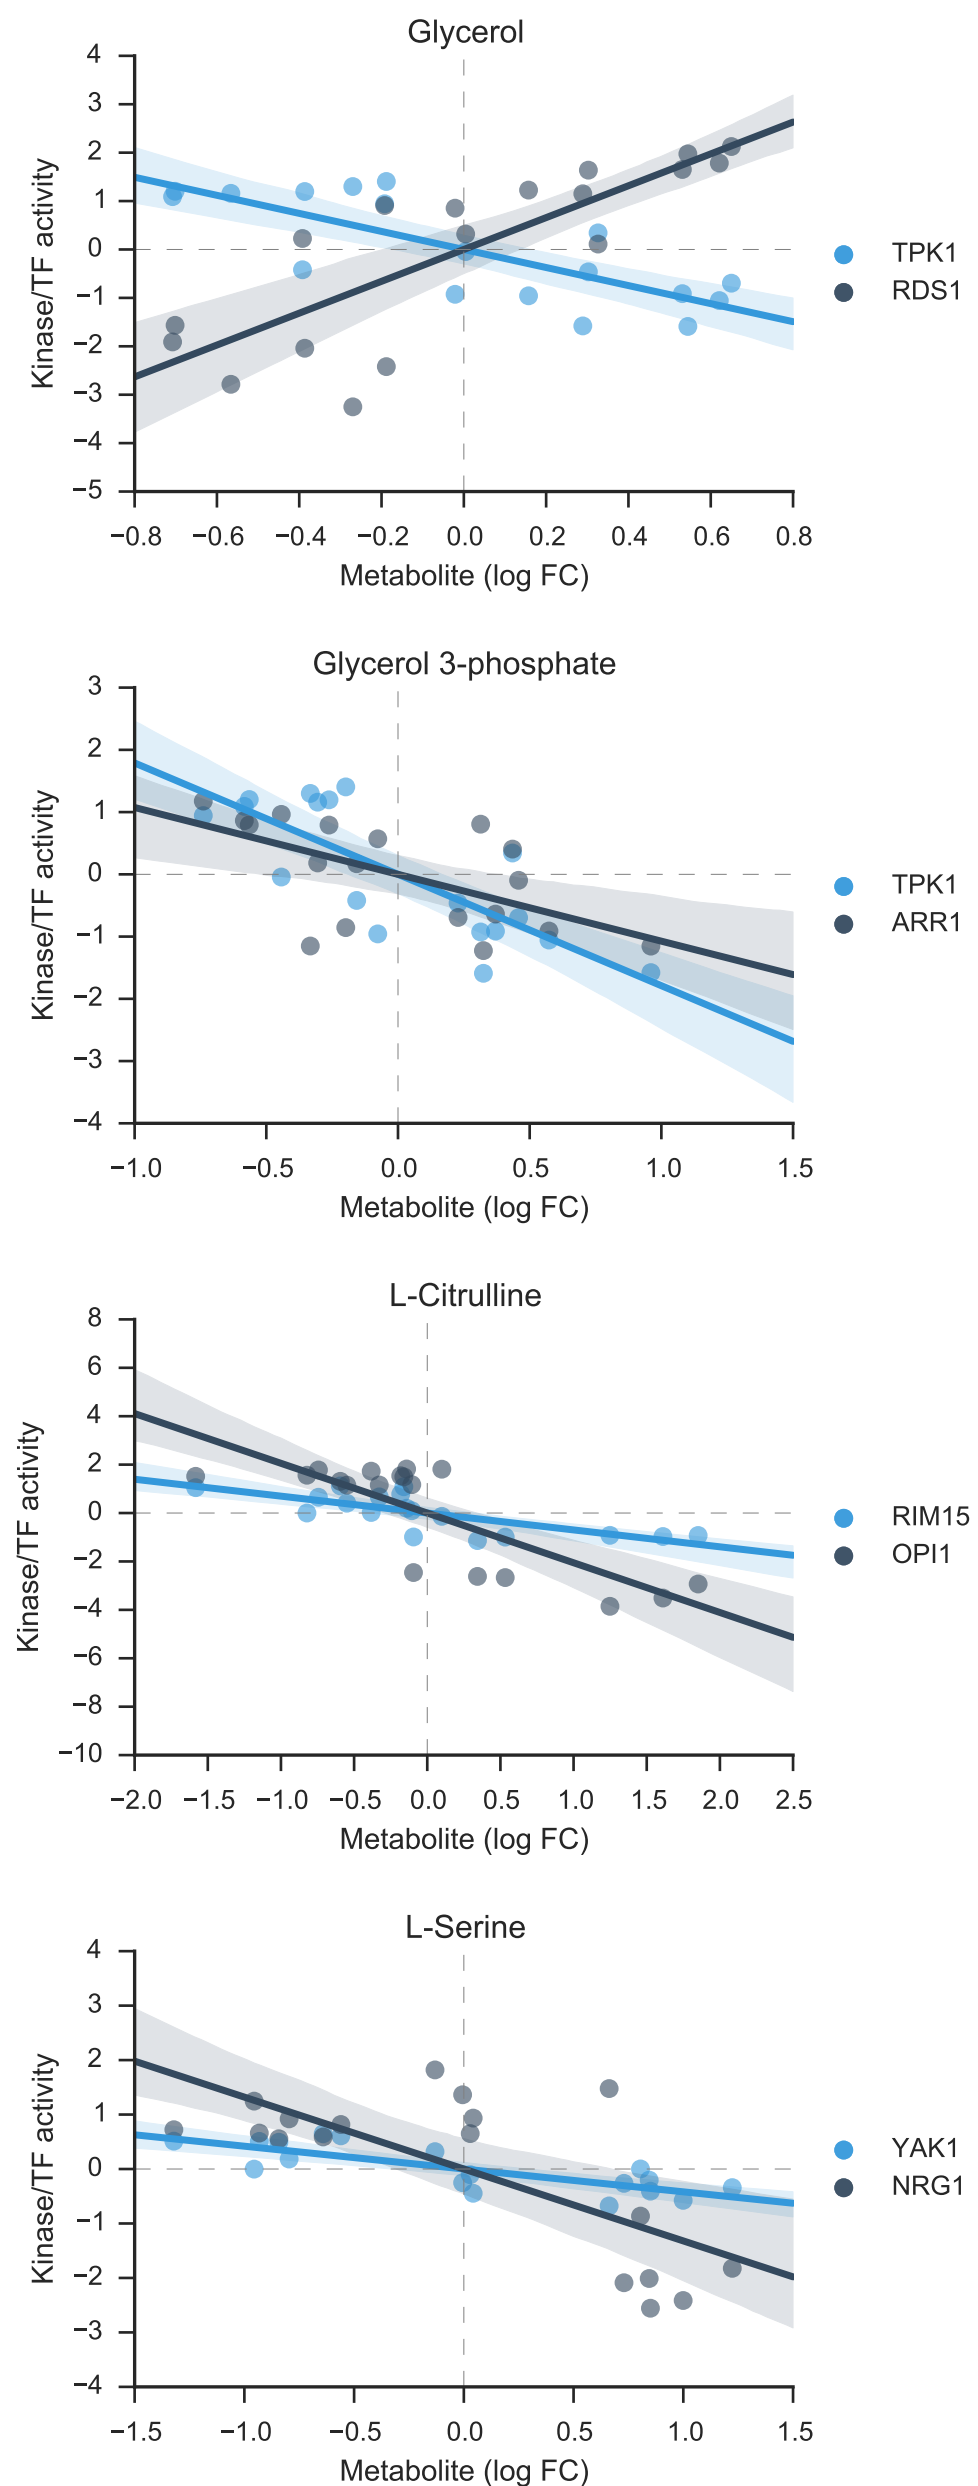 Glycerol
4
3
2
1
0
−1
−2
−3
−4
−5
Kinase/TF activity
−0.8 −0.6 −0.4 −0.2 0.0 0.2 0.4 0.6 0.8
Metabolite (log FC)
TPK1
RDS1
Glycerol 3-phosphate
3
2
1
0
−1
−2
−3
−4
Kinase/TF activity
−1.0 −0.5 0.0 0.5 1.0 1.5
Metabolite (log FC)
TPK1
ARR1
L-Citrulline
8
6
4
2
0
−2
−4
−6
−8
−10
Kinase/TF activity
−2.0 −1.5 −1.0 −0.5 0.0 0.5 1.0 1.5 2.0 2.5
Metabolite (log FC)
RIM15
OPI1
L-Serine
4
3
2
1
0
−1
−2
−3
−4
Kinase/TF activity
−1.5 −1.0 −0.5 0.0 0.5 1.0 1.5
Metabolite (log FC)
YAK1
NRG1